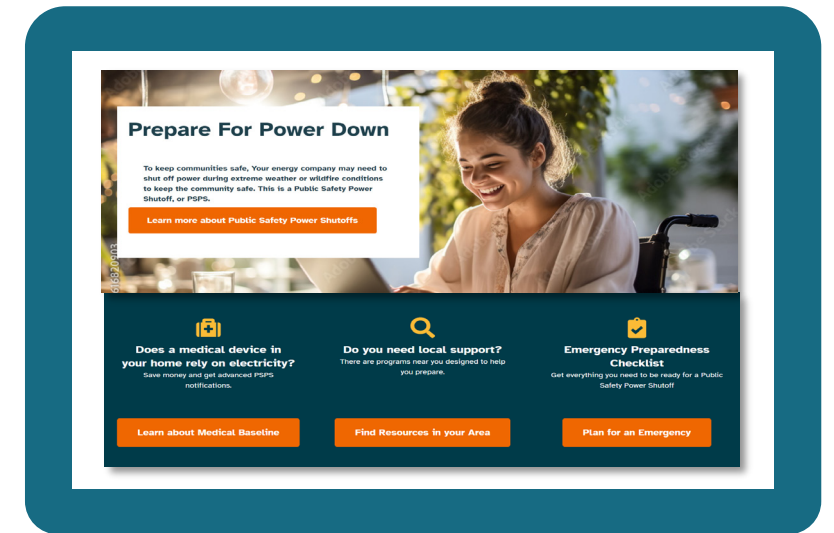 Prepare For Power Down
To keep communities safe, Your energy company may need to
shut off power during extreme weather or wildfire conditions
to keep the community safe. This is a Public Safety Power
Shutoff, or PSPS.
Learn more about Public Safety Power Shutoffs
Does a medical device in
your home rely on electricity?
Save money and get advanced PSPS
notifications.
Learn about Medical Baseline
Do you need local support?
There are programs near you designed to help
you prepare.
Find Resources in your Area
Emergency Preparedness
Checklist
Get everything you need to be ready for a Public
Safety Power Shutoff
Plan for an Emergency